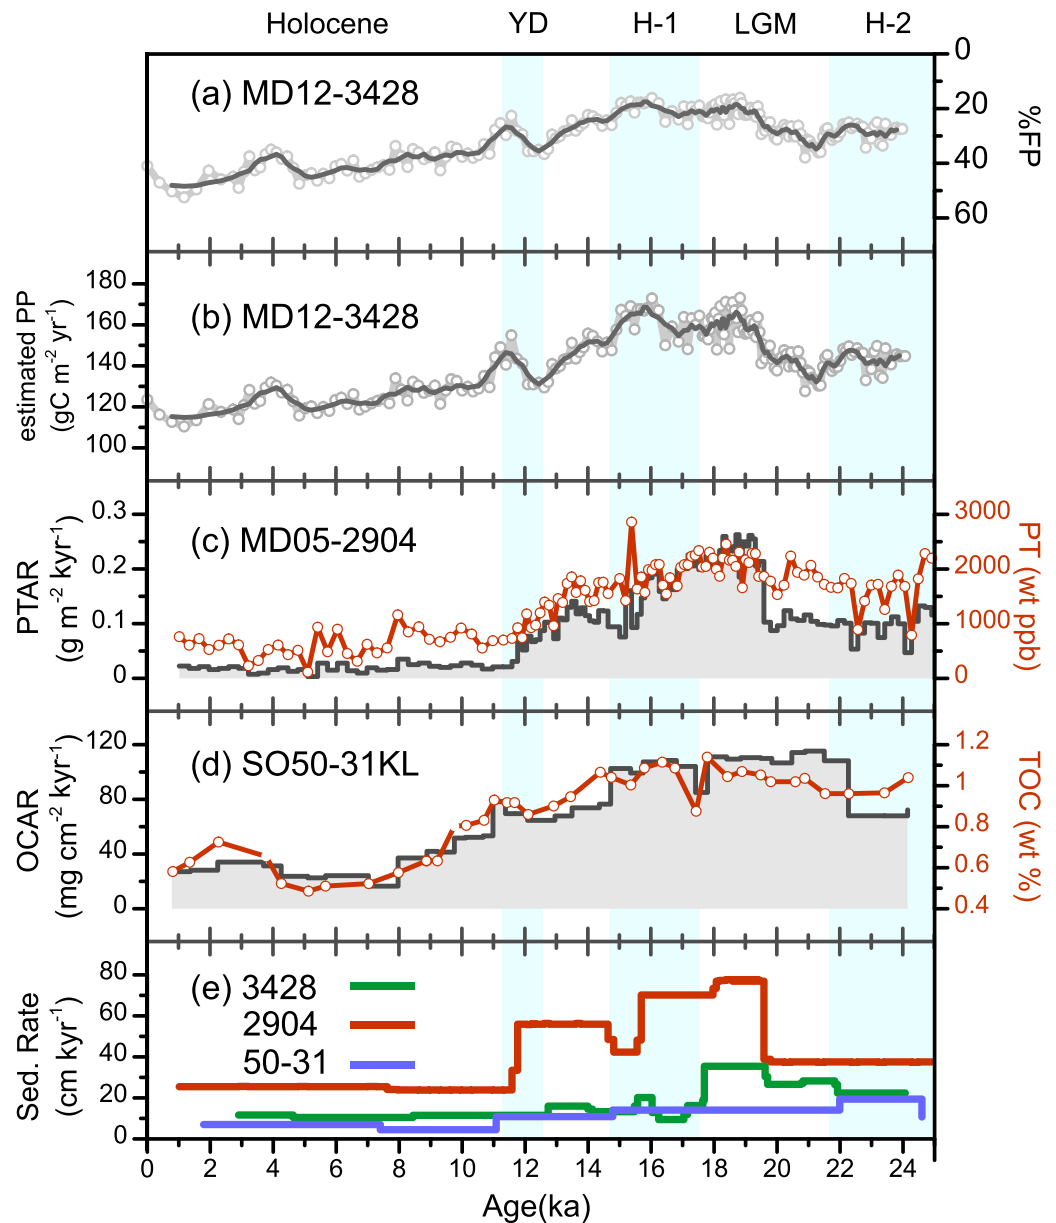 Holocene YD H-1 LGM H-2
(a) MD12-3428
0
20
40
60
%FP
(b) MD12-3428
180
160
140
120
100
estimated PP
(gC m-2 yr-1)
(c) MD05-2904
0.3
0.2
0.1
0
PTAR
(g m-2 kyr-1)
3000
2000
1000
0
PT (wt ppb)
(d) SO50-31KL
120
80
40
0
OCAR
(mg cm-2 kyr-1)
1.2
1
0.8
0.6
0.4
TOC (wt %)
(e) 3428
2904
50-31
80
60
40
20
0
Sed. Rate
(cm kyr-1)
0 2 4 6 8 10 12 14 16 18 20 22 24
Age(ka)